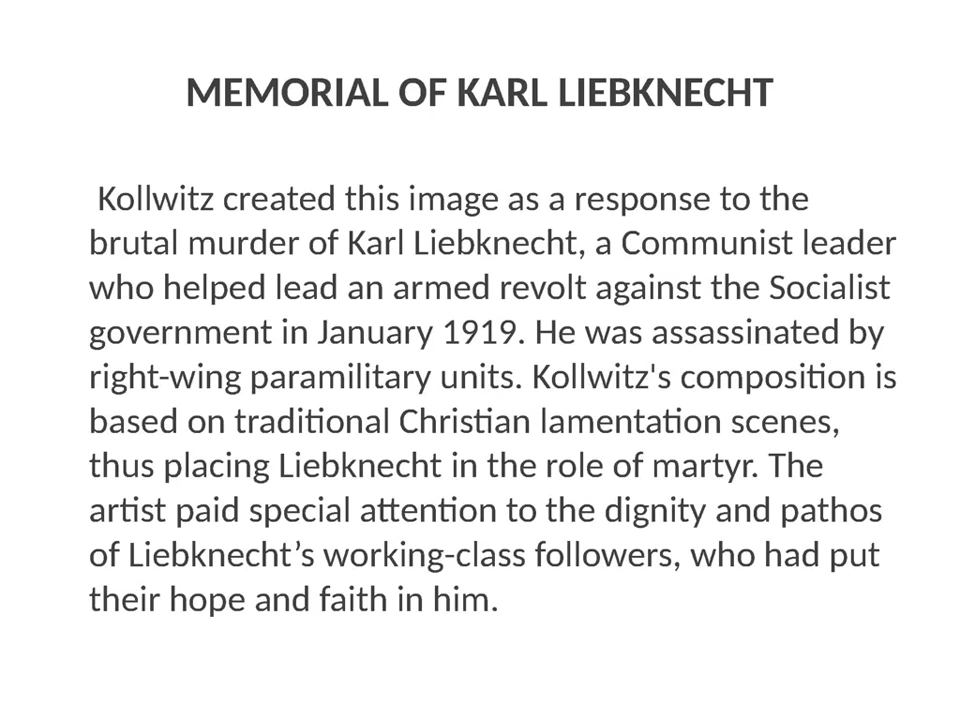 MEMORIAL OF KARL LIEBKNECHT
Kollwitz created this image as a response to the
brutal murder of Karl Liebknecht, a Communist leader
who helped lead an armed revolt against the Socialist
government in January 1919. He was assassinated by
right-wing paramilitary units. Kollwitz's composition is
based on traditional Christian lamentation scenes,
thus placing Liebknecht in the role of martyr. The
artist paid special attention to the dignity and pathos
of Liebknecht’s working-class followers, who had put
their hope and faith in him.